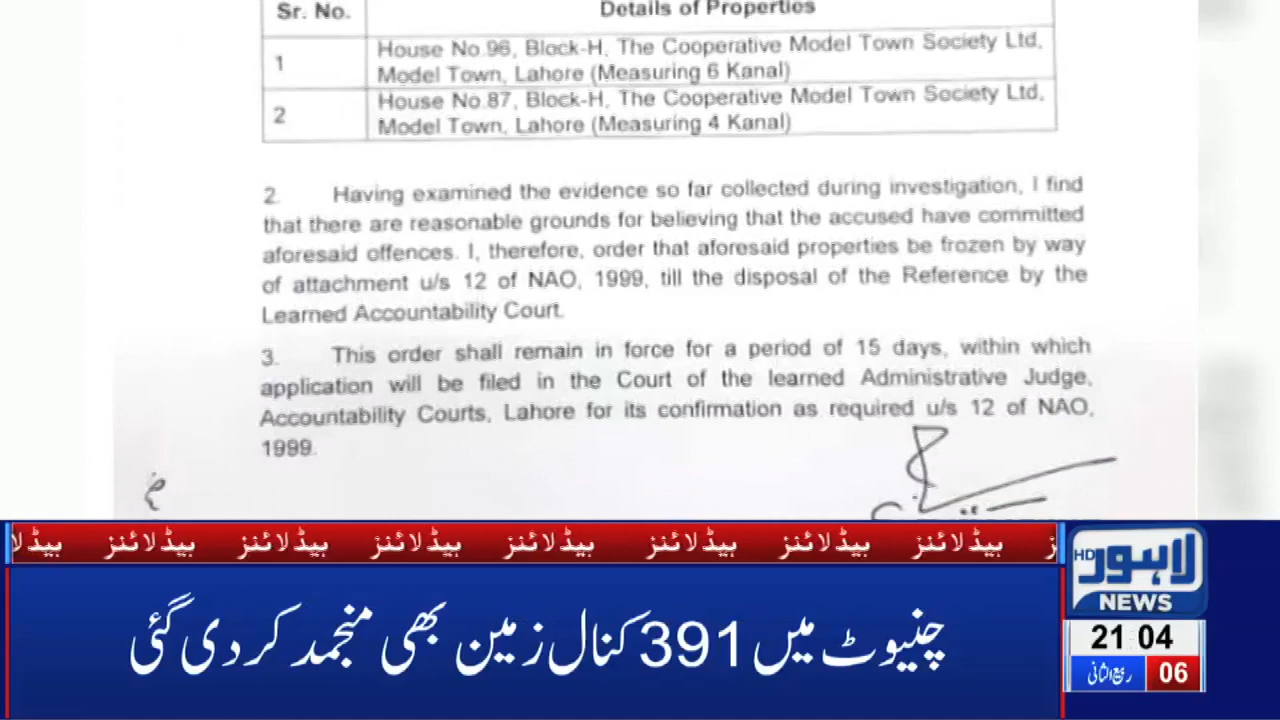 Sr. No. Details of Properties
1 House No.96, Block-H, The Cooperative Model Town Society Ltd,
Model Town, Lahore (Measuring 6 Kanal)
2 House No.87, Block-H, The Cooperative Model Town Society Ltd,
Model Town, Lahore (Measuring 4 Kanal)
2. Having examined the evidence so far collected during investigation, I find
that there are reasonable grounds for believing that the accused have committed
aforesaid offences. I, therefore, order that aforesaid properties be frozen by way
of attachment u/s 12 of NAO, 1999, till the disposal of the Reference by the
Learned Accountability Court.
3. This order shall remain in force for a period of 15 days, within which
application will be filed in the Court of the learned Administrative Judge,
Accountability Courts, Lahore for its confirmation as required u/s 12 of NAO,
1999.
ہیڈلائنز ہیڈلائنز ہیڈلائنز ہیڈلائنز ہیڈلائنز ہیڈلائنز ہیڈلائنز
چنیوٹ میں 391 کنال زمین بھی منجمد کر دی گئی
لاہور HD
NEWS
21 04
06 ربیع الثانی